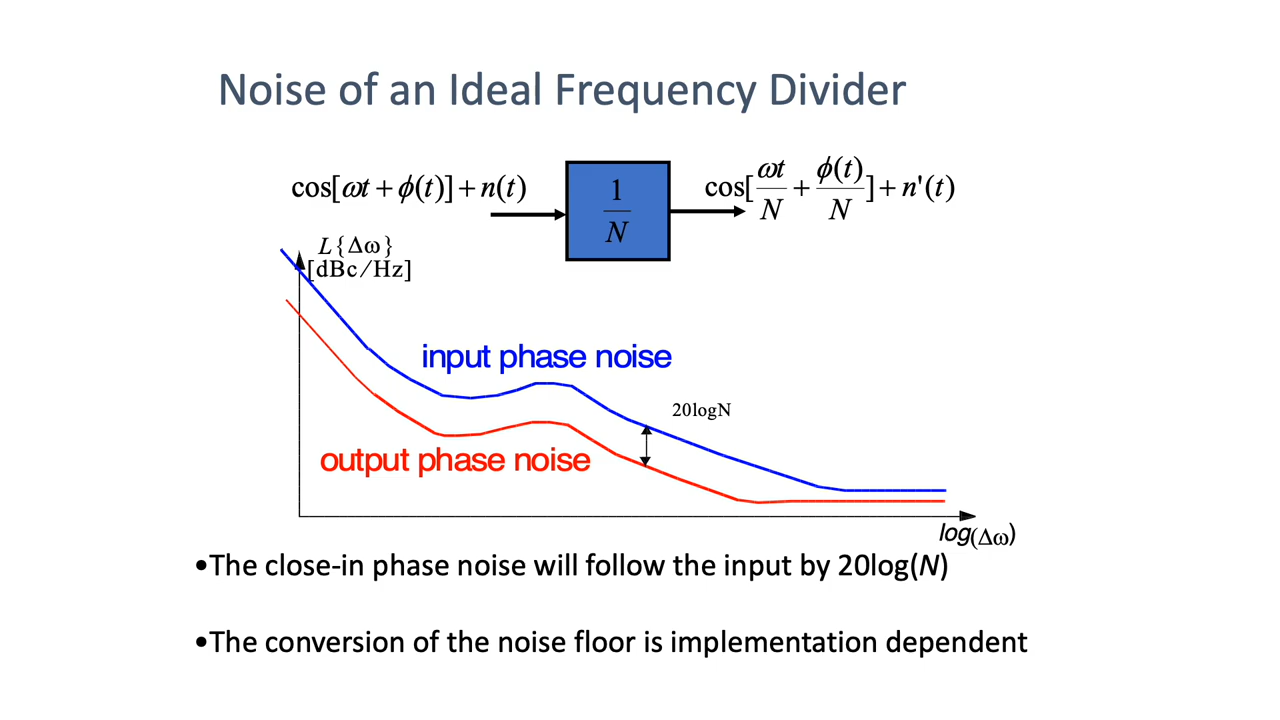 Noise of an Ideal Frequency Divider
cos[ωt + ϕ(t)] + n(t)
1/N
cos[ωt/N + ϕ(t)/N] + n'(t)
L{Δω}
[dBc/Hz]
input phase noise
20logN
output phase noise
log(Δω)
•The close-in phase noise will follow the input by 20log(N)
•The conversion of the noise floor is implementation dependent